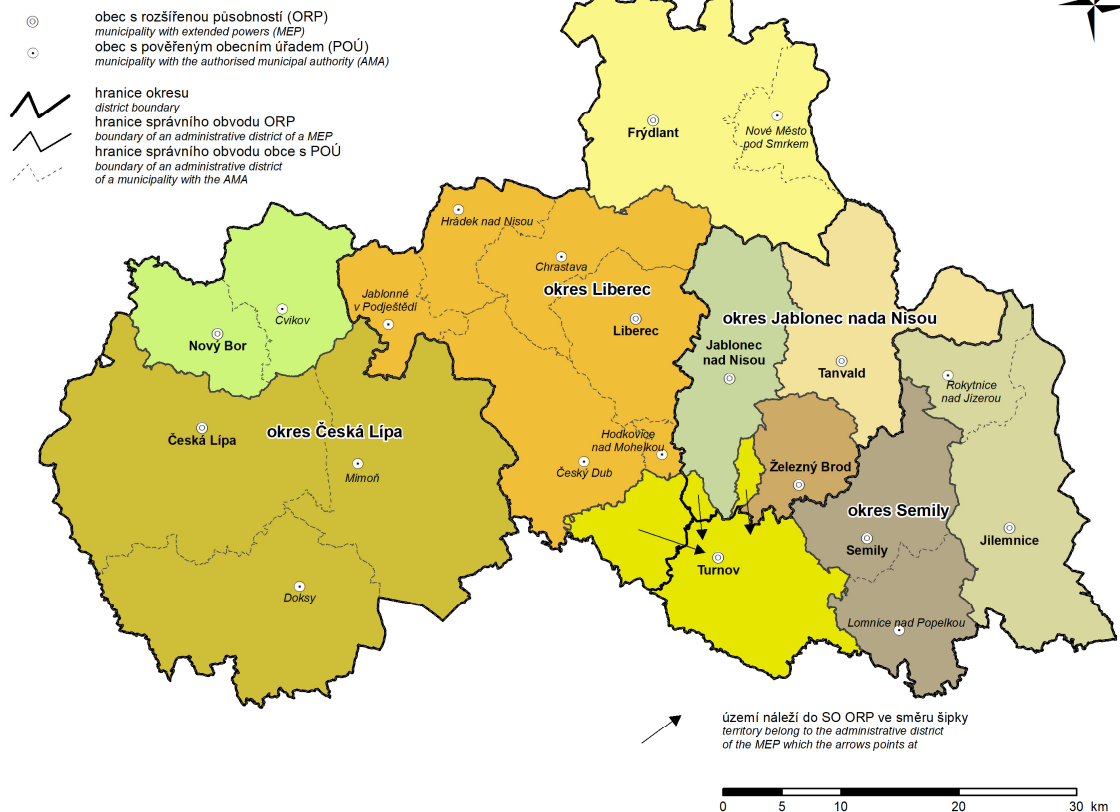 obec s rozšířenou působností (ORP)
municipality with extended powers (MEP)
obec s pověřeným obecním úřadem (POÚ)
municipality with the authorised municipal authority (AMA)
hranice okresu
district boundary
hranice správního obvodu ORP
boundary of an administrative district of a MEP
hranice správního obvodu obce s POÚ
boundary of an administrative district
of a municipality with the AMA
Frýdlant
Nové Město
pod Smrkem
Hrádek nad Nisou
Chrastava
okres Liberec
Jablonné
v Podještědí
Cvikov
Liberec
okres Jablonec nada Nisou
Nový Bor
Jablonec
nad Nisou
Tanvald
Rokytnice
nad Jizerou
Česká Lípa
okres Česká Lípa
Hodkovice
nad Mohelkou
Mimoň
Český Dub
Železný Brod
okres Semily
Semily
Jilemnice
Turnov
Doksy
Lomnice nad Popelkou
území náleží do SO ORP ve směru šipky
territory belong to the administrative district
of the MEP which the arrows points at
0 5 10 20 30 km